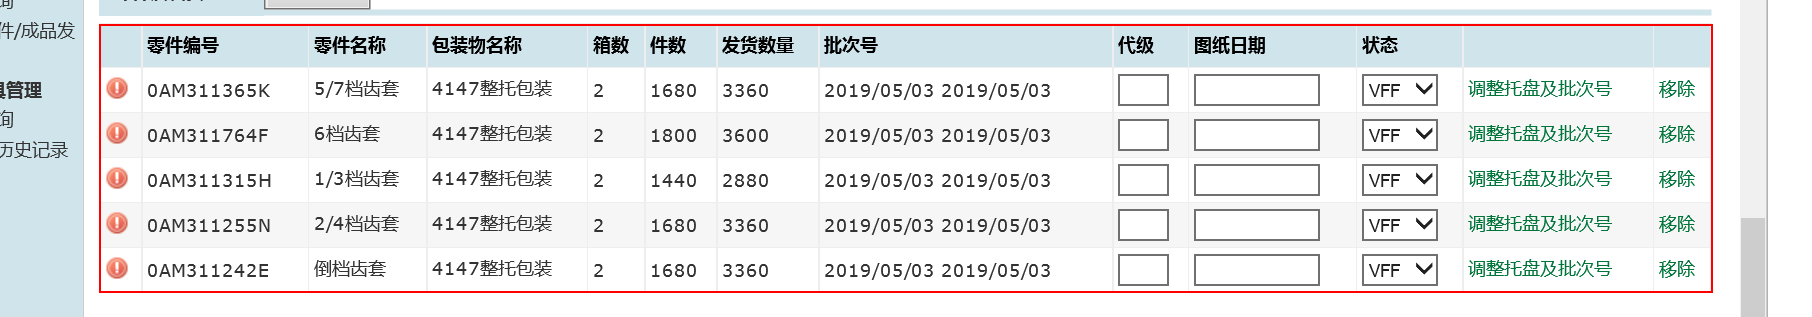 件/成品发
管理
询
历史记录
零件编号 零件名称 包装物名称 箱数 件数 发货数量 批次号 代级 图纸日期 状态
0AM311365K 5/7档齿套 4147整托包装 2 1680 3360 2019/05/03 2019/05/03 VFF 调整托盘及批次号 移除
0AM311764F 6档齿套 4147整托包装 2 1800 3600 2019/05/03 2019/05/03 VFF 调整托盘及批次号 移除
0AM311315H 1/3档齿套 4147整托包装 2 1440 2880 2019/05/03 2019/05/03 VFF 调整托盘及批次号 移除
0AM311255N 2/4档齿套 4147整托包装 2 1680 3360 2019/05/03 2019/05/03 VFF 调整托盘及批次号 移除
0AM311242E 倒档齿套 4147整托包装 2 1680 3360 2019/05/03 2019/05/03 VFF 调整托盘及批次号 移除